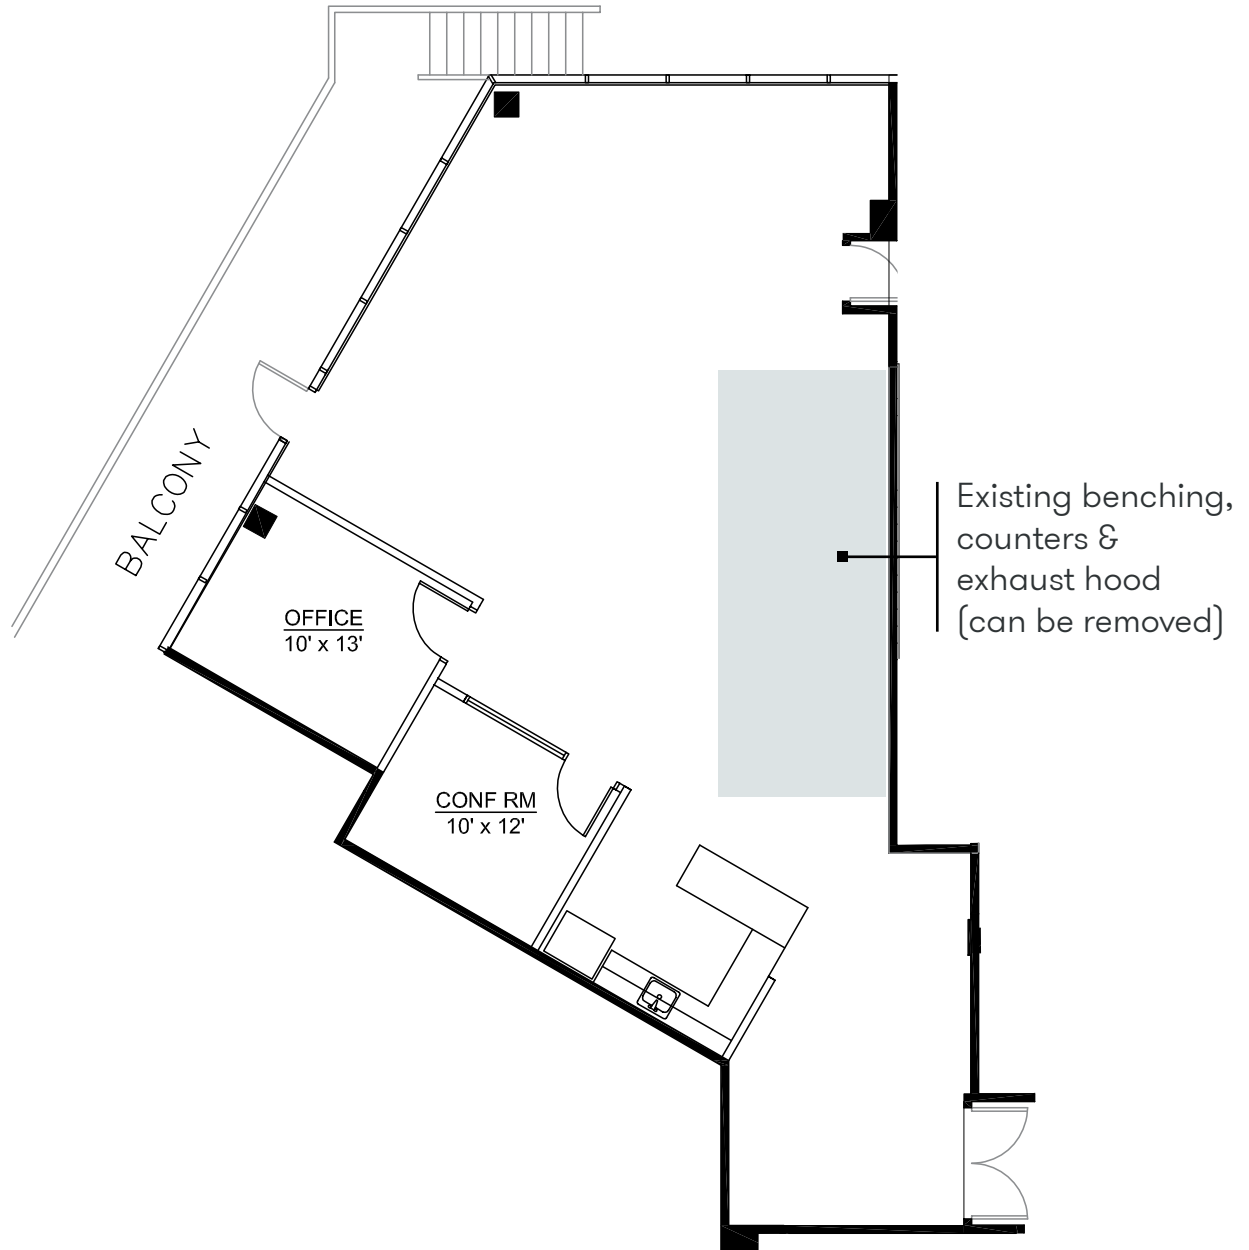 BALCONY
OFFICE
10' x 13'
CONF RM
10' x 12'
Existing benching,
counters &
exhaust hood
(can be removed)